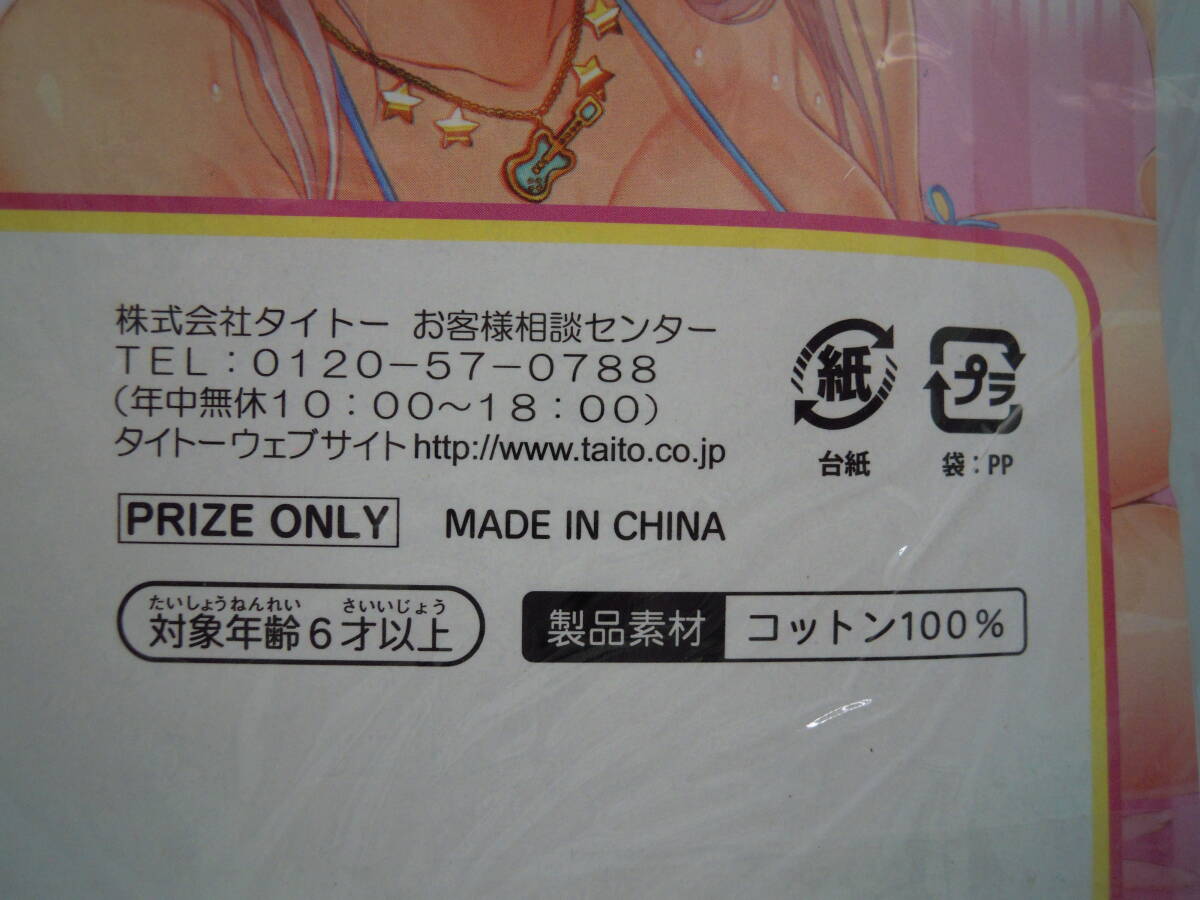 株式会社タイトー お客様相談センター
TEL：0120-57-0788
（年中無休10：00～18：00）
タイトーウェブサイトhttp://www.taito.co.jp
紙
台紙
プラ
袋：PP
PRIZE ONLY MADE IN CHINA
たいしょうねんれい さいいじょう
対象年齢6才以上
製品素材 コットン100％